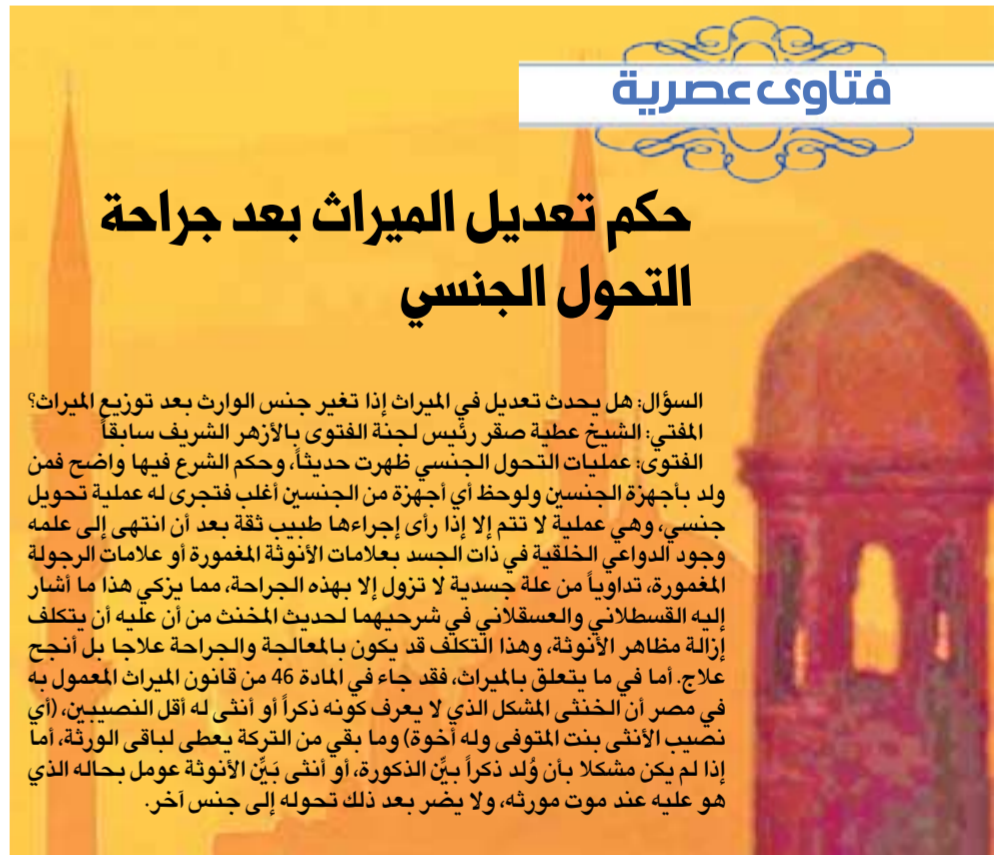 فتاوى عصرية
حكم تعديل الميراث بعد جراحة
التحول الجنسي
السؤال: هل يحدث تعديل في الميراث إذا تغير جنس الوارث بعد توزيع الميراث؟
المفتي: الشيخ عطية صقر رئيس لجنة الفتوى بالأزهر الشريف سابقاً
الفتوى: عمليات التحول الجنسي ظهرت حديثاً، وحكم الشرع فيها واضح فمن
ولد بأجهزة الجنسين ولوحظ أي أجهزة من الجنسين أغلب فتجرى له عملية تحويل
جنسي، وهي عملية لا تتم إلا إذا رأى إجراءها طبيب ثقة بعد أن انتهى إلى علمه
وجود الدواعي الخلقية في ذات الجسد بعلامات الأنوثة المغمورة أو علامات الرجولة
المغمورة، تداوياً من علة جسدية لا تزول إلا بهذه الجراحة، مما يزكي هذا ما أشار
إليه القسطلاني والعسقلاني في شرحيهما لحديث المخنث من أن عليه أن يتكلف
إزالة مظاهر الأنوثة، وهذا التكلف قد يكون بالمعالجة والجراحة علاجا بل أنجح
علاج. أما في ما يتعلق بالميراث، فقد جاء في المادة 46 من قانون الميراث المعمول به
في مصر أن الخنثى المشكل الذي لا يعرف كونه ذكراً أو أنثى له أقل النصيبين، (أي
نصيب الأنثى بنت المتوفى وله أخوة) وما بقي من التركة يعطى لباقى الورثة، أما
إذا لم يكن مشكلا بأن وُلد ذكراً بيِّن الذكورة، أو أنثى بَيِّن الأنوثة عومل بحاله الذي
هو عليه عند موت مورثه، ولا يضر بعد ذلك تحوله إلى جنس آخر.